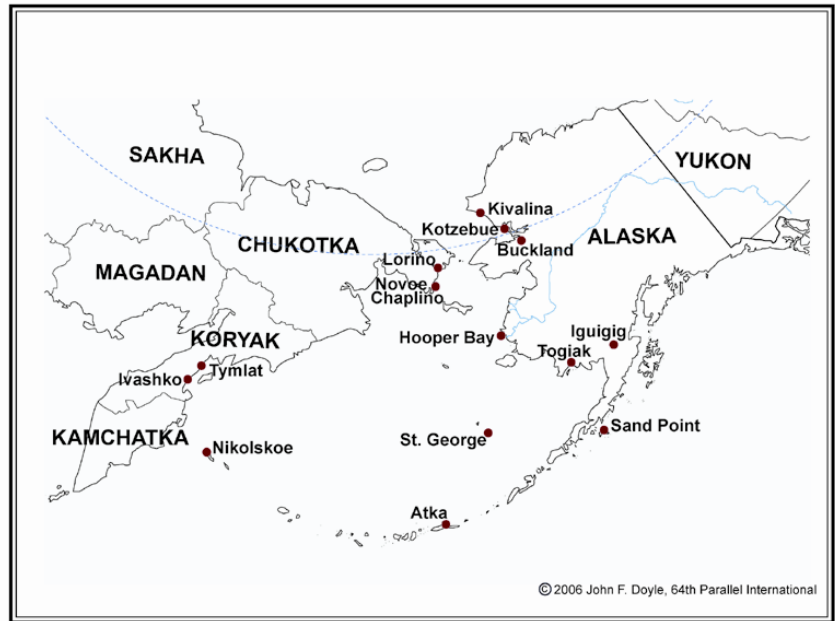 SAKHA
YUKON
Kivalina
Kotzebue
ALASKA
CHUKOTKA
Buckland
Lorino
MAGADAN
Novoe
Chaplino
KORYAK
Hooper Bay
Iguigig
Togiak
Tymlat
Ivashko
Sand Point
KAMCHATKA
St. George
Nikolskoe
Atka
© 2006 John F. Doyle, 64th Parallel International